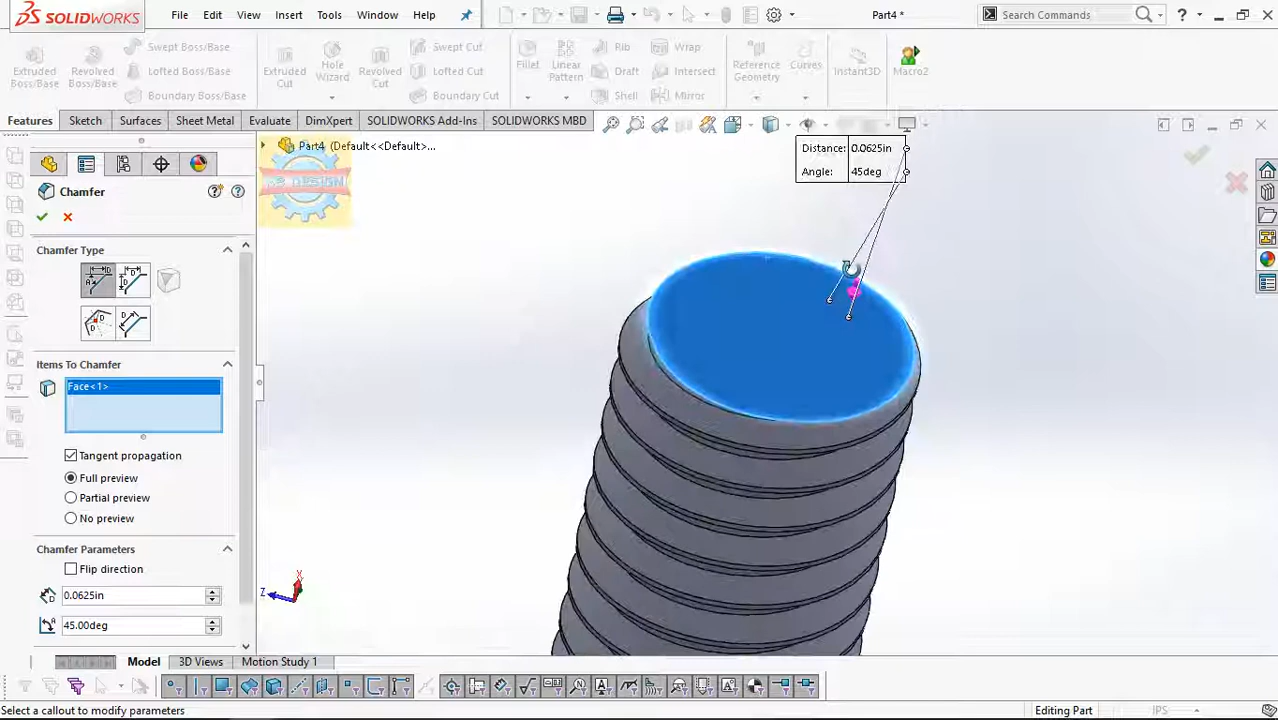 SOLIDWORKS File Edit View Insert Tools Window Help Part4 * Search Commands
Extruded Boss/Base
Revolved Boss/Base
Swept Boss/Base
Lofted Boss/Base
Boundary Boss/Base
Extruded Cut
Hole Wizard
Revolved Cut
Swept Cut
Lofted Cut
Boundary Cut
Fillet
Linear Pattern
Rib
Draft
Shell
Wrap
Intersect
Mirror
Reference Geometry
Curves
Instant3D
Macro2
Features Sketch Surfaces Sheet Metal Evaluate DimXpert SOLIDWORKS Add-Ins SOLIDWORKS MBD
Part4 (Default<<Default>...
DESIGN
Distance: 0.0625in
Angle: 45deg
Chamfer
Chamfer Type
Items To Chamfer
Face<1>
Tangent propagation
Full preview
Partial preview
No preview
Chamfer Parameters
Flip direction
0.0625in
45.00deg
X
Z
Model 3D Views Motion Study 1
Select a callout to modify parameters Editing Part IPS